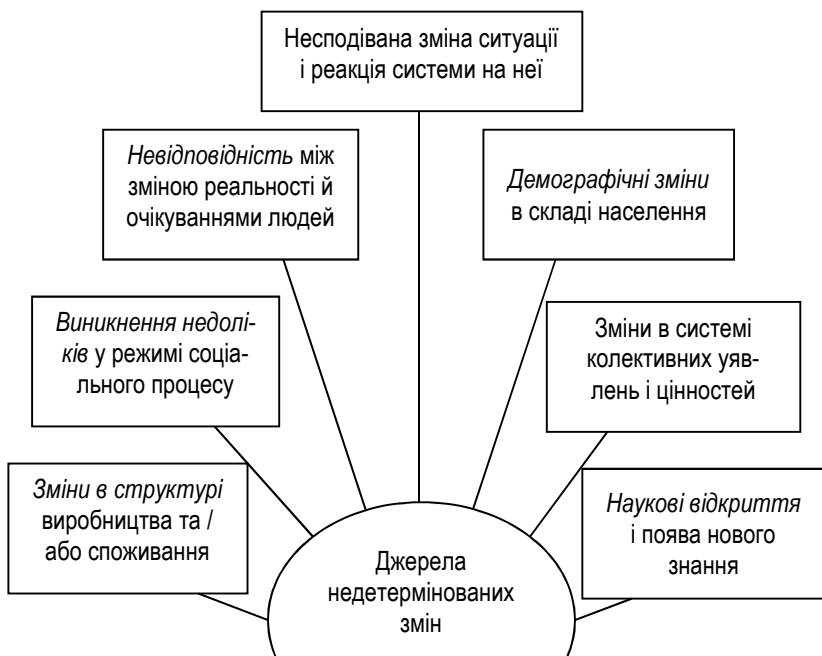 Несподівана зміна ситуації
і реакція системи на неї
Невідповідність між
зміною реальності й
очікуваннями людей
Демографічні зміни
в складі населення
Виникнення недолі-
ків у режимі соціа-
льного процесу
Зміни в системі
колективних уяв-
лень і цінностей
Зміни в структурі
виробництва та /
або споживання
Наукові відкриття
і поява нового
знання
Джерела
недетермінованих
змін